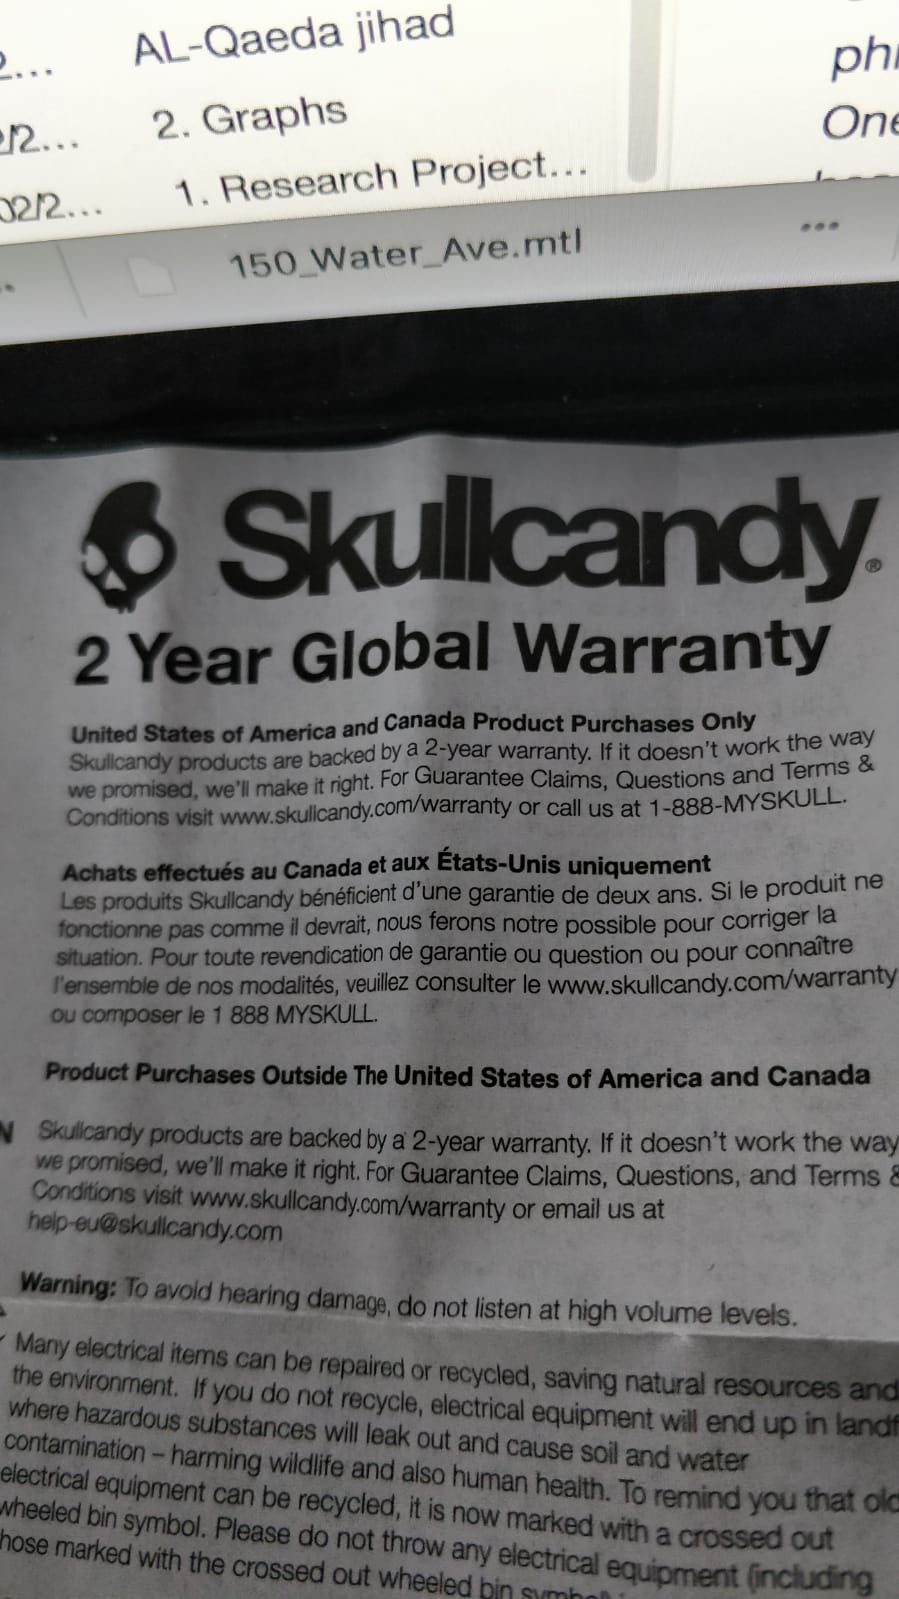 2...
AL-Qaeda jihad
/2...
2. Graphs
02/2...
1. Research Project...
One
150_Water_Ave.mtl
...
Skullcandy®
2 Year Global Warranty
United States of America and Canada Product Purchases Only
Skullcandy products are backed by a 2-year warranty. If it doesn't work the way
we promised, we'll make it right. For Guarantee Claims, Questions and Terms &
Conditions visit www.skullcandy.com/warranty or call us at 1-888-MYSKULL.
Achats effectués au Canada et aux États-Unis uniquement
Les produits Skullcandy bénéficient d'une garantie de deux ans. Si le produit ne
fonctionne pas comme il devrait, nous ferons notre possible pour corriger la
situation. Pour toute revendication de garantie ou question ou pour connaître
l'ensemble de nos modalités, veuillez consulter le www.skullcandy.com/warranty
ou composer le 1 888 MYSKULL.
Product Purchases Outside The United States of America and Canada
N Skullcandy products are backed by a 2-year warranty. If it doesn't work the way
we promised, we'll make it right. For Guarantee Claims, Questions, and Terms &
Conditions visit www.skullcandy.com/warranty or email us at
help-eu@skullcandy.com
Warning: To avoid hearing damage, do not listen at high volume levels.
Many electrical items can be repaired or recycled, saving natural resources and
the environment. If you do not recycle, electrical equipment will end up in landf
where hazardous substances will leak out and cause soil and water
contamination – harming wildlife and also human health. To remind you that old
electrical equipment can be recycled, it is now marked with a crossed out
wheeled bin symbol. Please do not throw any electrical equipment (including
hose marked with the crossed out wheeled bin symbol)